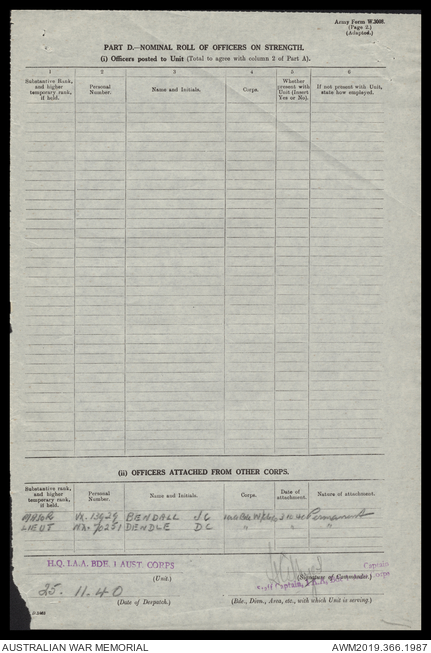 Army Form W.3008.
(Page 2.)
(Adapted.)
PART D.—NOMINAL ROLL OF OFFICERS ON STRENGTH.
(i) Officers posted to Unit (Total to agree with column 2 of Part A).
1 2 3 4 5 6
Substantive Rank, and higher temporary rank, if held.
Personal Number.
Name and Initials.
Corps.
Whether present with Unit (Insert Yes or No).
If not present with Unit, state how employed.
(ii) OFFICERS ATTACHED FROM OTHER CORPS.
Substantive rank, and higher temporary rank, if held.
Personal Number.
Name and Initials.
Corps.
Date of attachment.
Nature of attachment.
MAJOR BENDALL J C Permanent
LIEUT DENDLE D C " " "
H.Q. I.A.A. BDE. 1 AUST. CORPS
(Unit.)
Captain
(Signature of Commander.)
Staff Captain, Corps
25. 11. 40
(Date of Despatch.)
(Bde., Divn., Area, etc., with which Unit is serving.)
AUSTRALIAN WAR MEMORIAL
AWM2019.366.1987